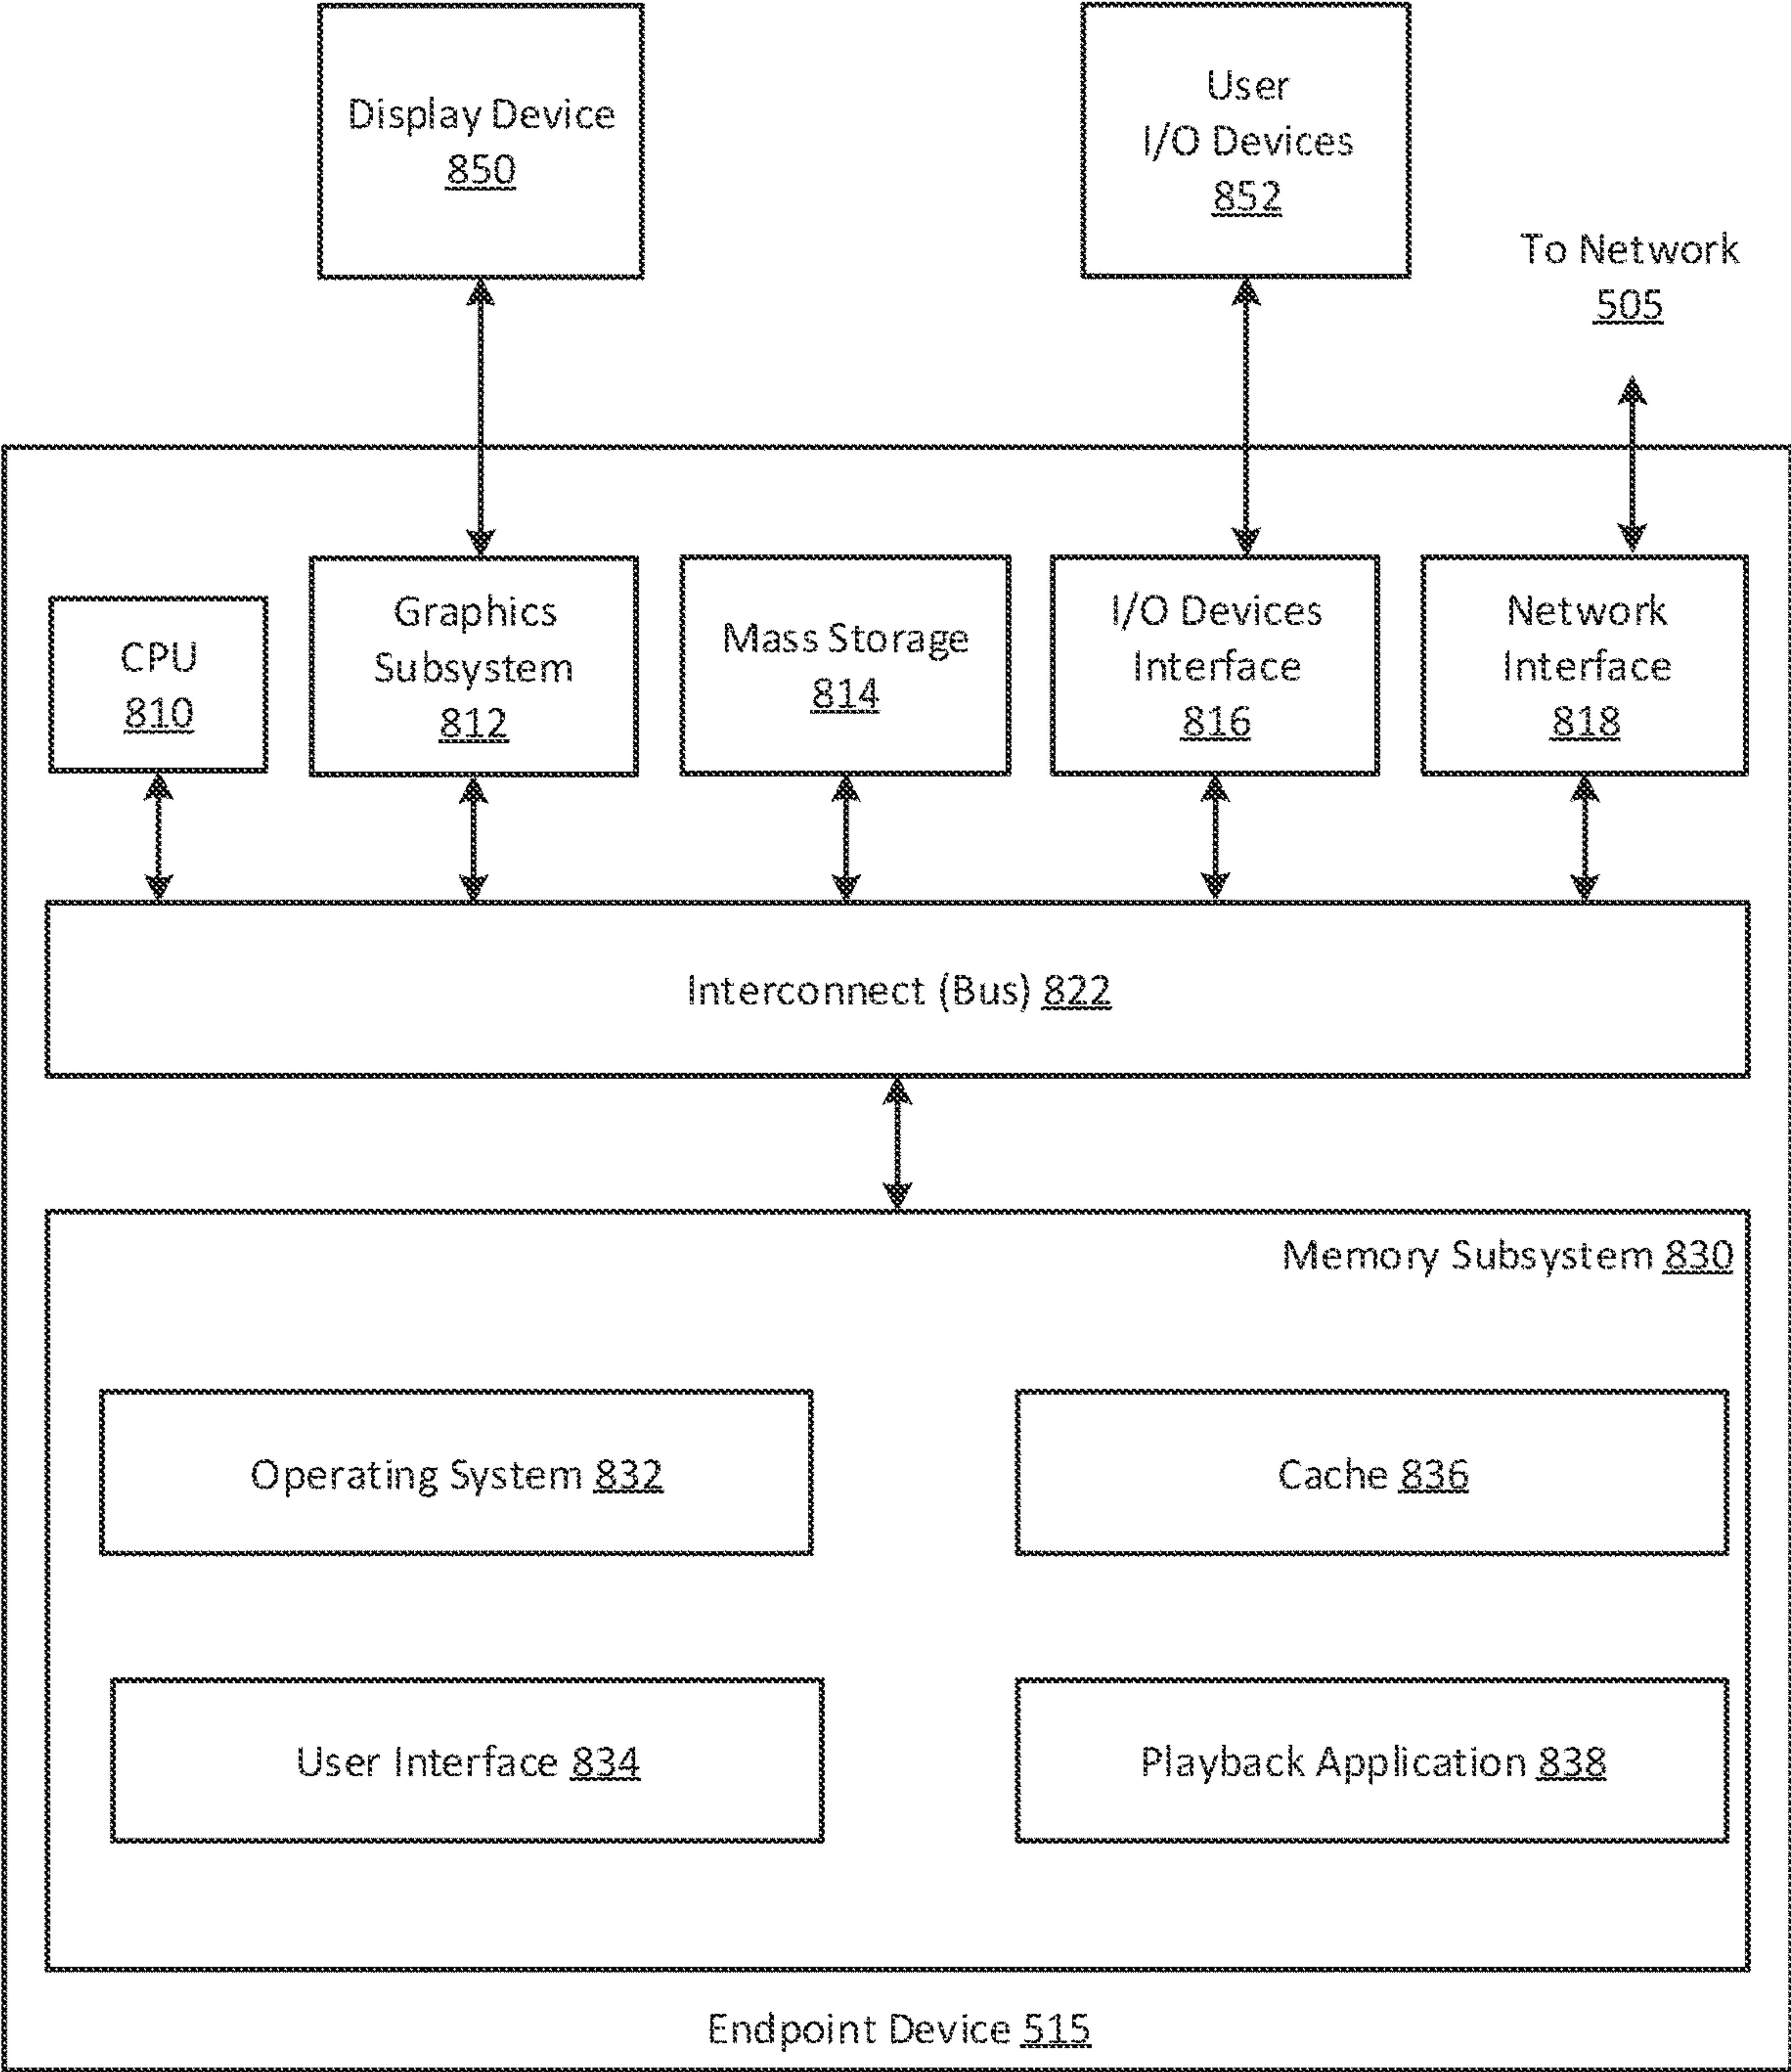 Display Device
850
User
I/O Devices
852
To Network
505
CPU
810
Graphics
Subsystem
812
Mass Storage
814
I/O Devices
Interface
816
Network
Interface
818
Interconnect (Bus) 822
Memory Subsystem 830
Operating System 832
Cache 836
User Interface 834
Playback Application 838
Endpoint Device 515